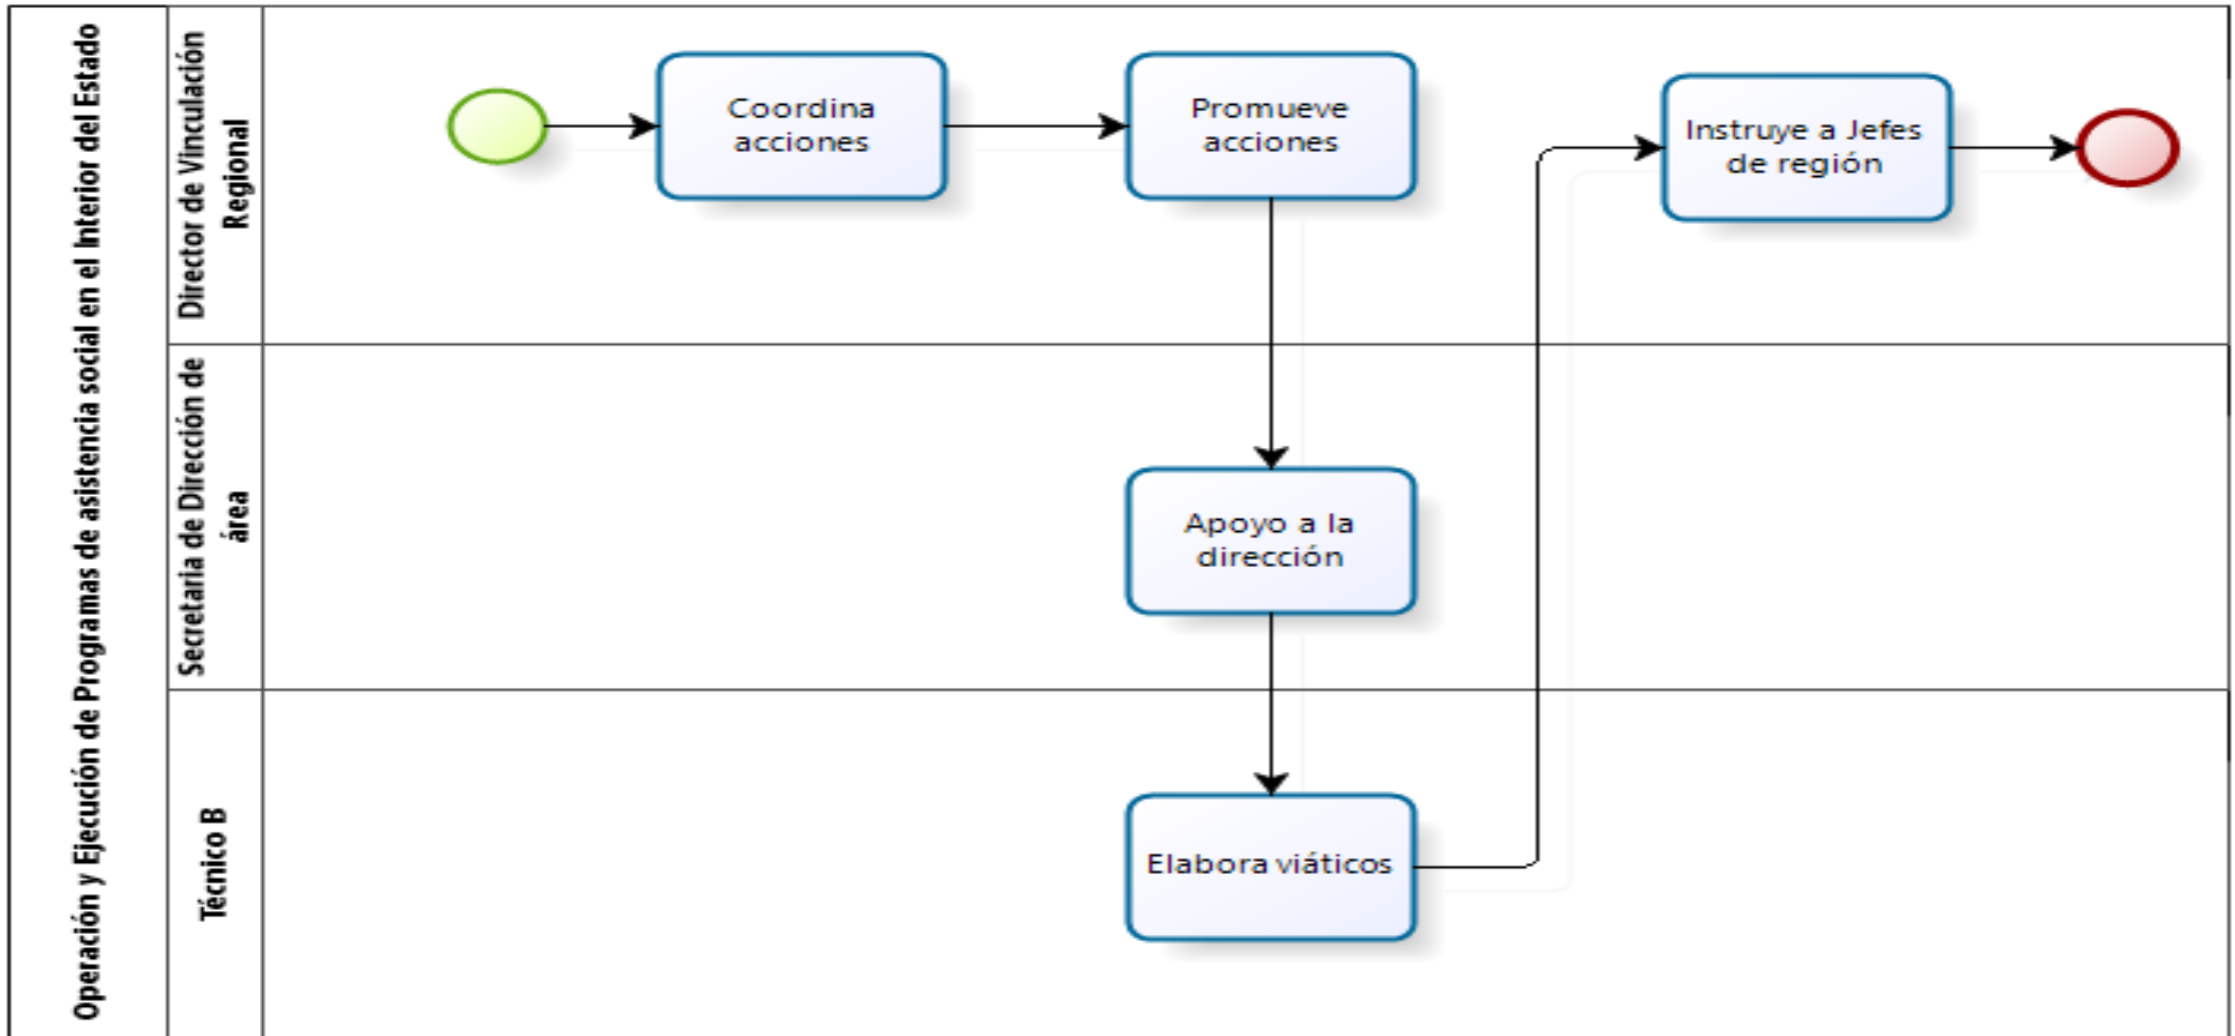 Operación y Ejecución de Programas de asistencia social en el Interior del Estado
Director de Vinculación
Regional
Coordina
acciones
Promueve
acciones
Instruye a Jefes
de región
Secretaria de Dirección de
área
Apoyo a la
dirección
Técnico B
Elabora viáticos